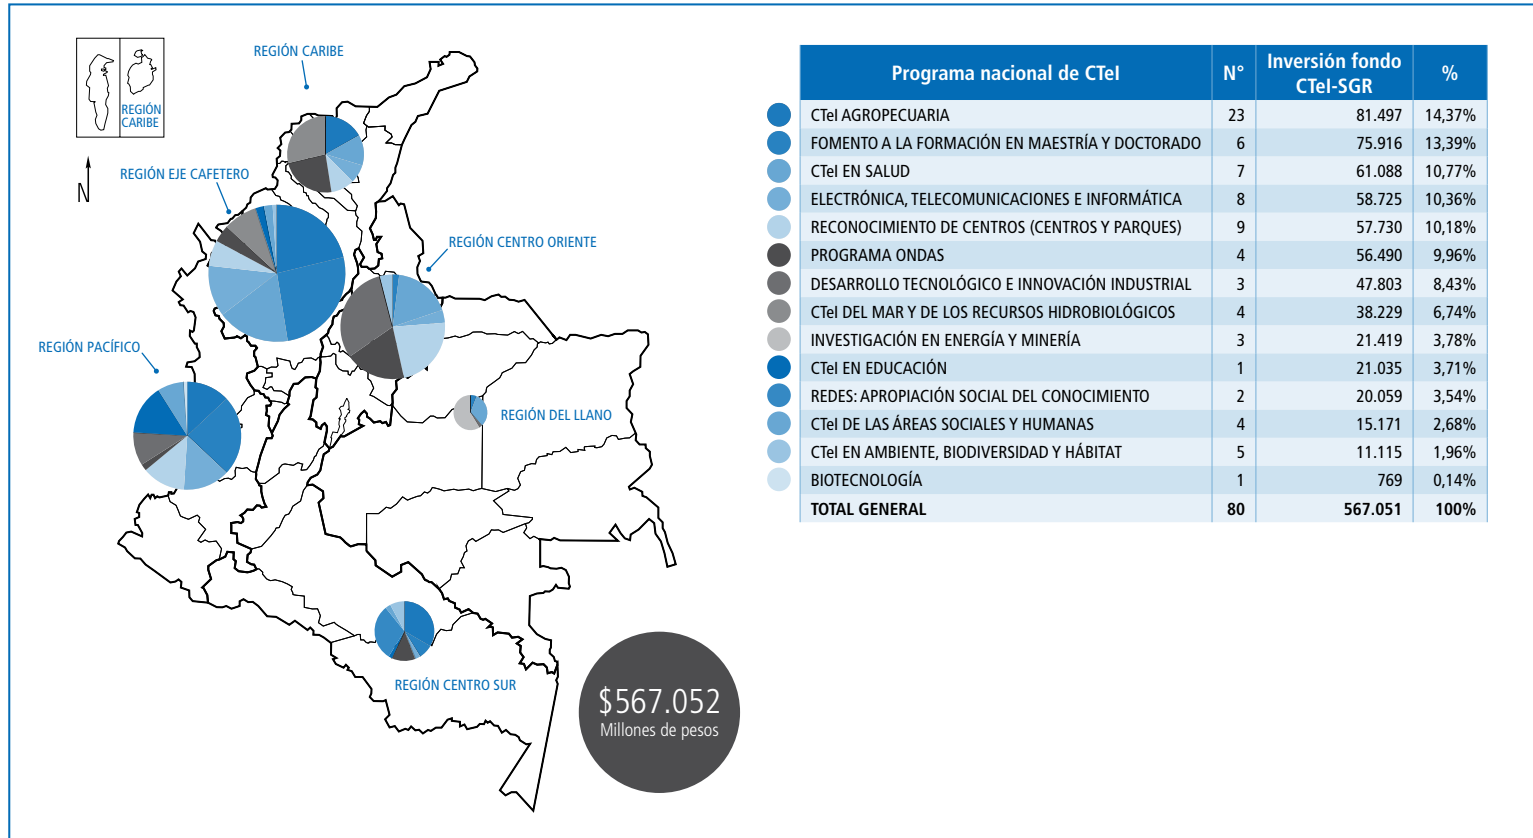 REGIÓN CARIBE
REGIÓN
CARIBE
N
REGIÓN EJE CAFETERO
REGIÓN CENTRO ORIENTE
REGIÓN PACÍFICO
REGIÓN DEL LLANO
REGIÓN CENTRO SUR
$567.052
Millones de pesos
Programa nacional de CTeI N° Inversión fondo CTeI-SGR %
CTeI AGROPECUARIA 23 81.497 14,37%
FOMENTO A LA FORMACIÓN EN MAESTRÍA Y DOCTORADO 6 75.916 13,39%
CTeI EN SALUD 7 61.088 10,77%
ELECTRÓNICA, TELECOMUNICACIONES E INFORMÁTICA 8 58.725 10,36%
RECONOCIMIENTO DE CENTROS (CENTROS Y PARQUES) 9 57.730 10,18%
PROGRAMA ONDAS 4 56.490 9,96%
DESARROLLO TECNOLÓGICO E INNOVACIÓN INDUSTRIAL 3 47.803 8,43%
CTeI DEL MAR Y DE LOS RECURSOS HIDROBIOLÓGICOS 4 38.229 6,74%
INVESTIGACIÓN EN ENERGÍA Y MINERÍA 3 21.419 3,78%
CTeI EN EDUCACIÓN 1 21.035 3,71%
REDES: APROPIACIÓN SOCIAL DEL CONOCIMIENTO 2 20.059 3,54%
CTeI DE LAS ÁREAS SOCIALES Y HUMANAS 4 15.171 2,68%
CTeI EN AMBIENTE, BIODIVERSIDAD Y HÁBITAT 5 11.115 1,96%
BIOTECNOLOGÍA 1 769 0,14%
TOTAL GENERAL 80 567.051 100%